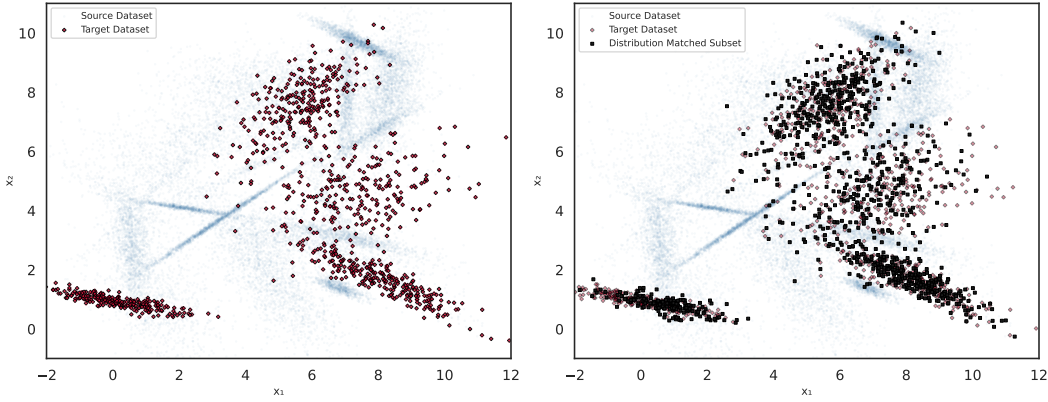 Source Dataset
Target Dataset
10
8
6
4
2
0
−2 0 2 4 6 8 10 12
x₁
x₂
Source Dataset
Target Dataset
Distribution Matched Subset
10
8
6
4
2
0
−2 0 2 4 6 8 10 12
x₁
x₂